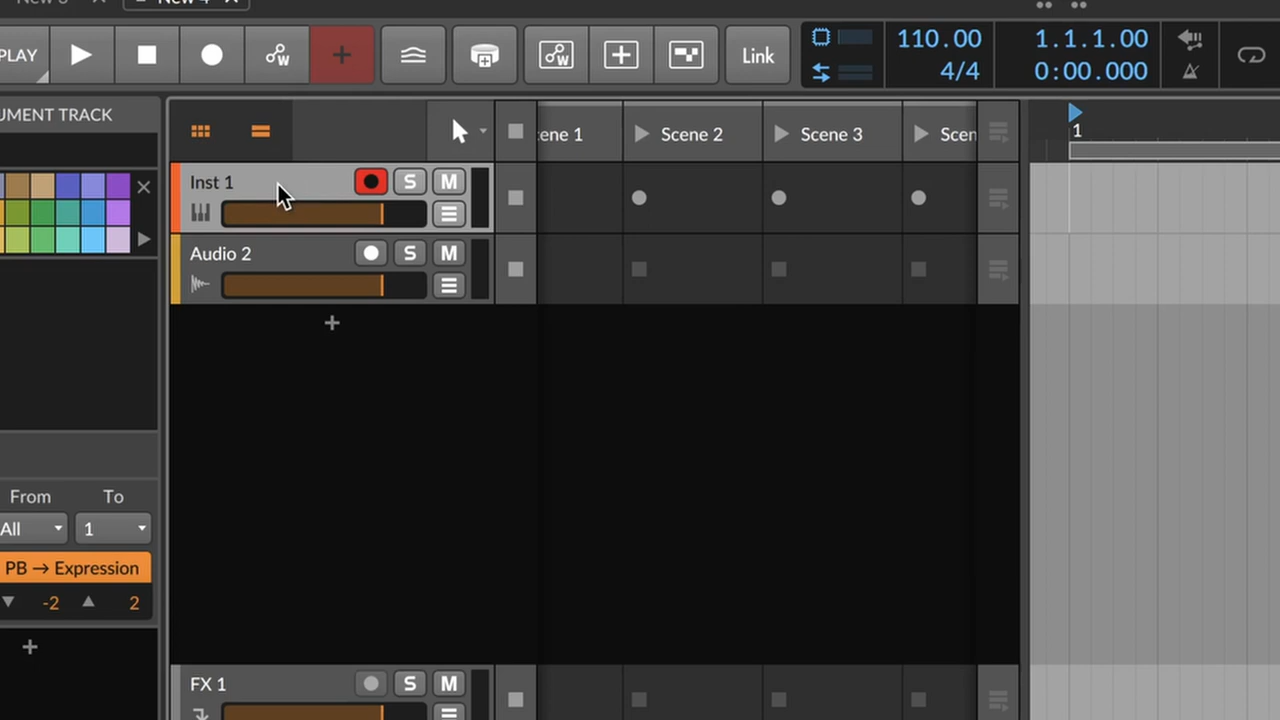 New 4
PLAY
Link
110.00
4/4
1.1.1.00
0:00.000
UMENT TRACK
ene 1
Scene 2
Scene 3
Scen
1
Inst 1
S
M
Audio 2
S
M
From
To
All
1
PB → Expression
-2
2
FX 1
S
M